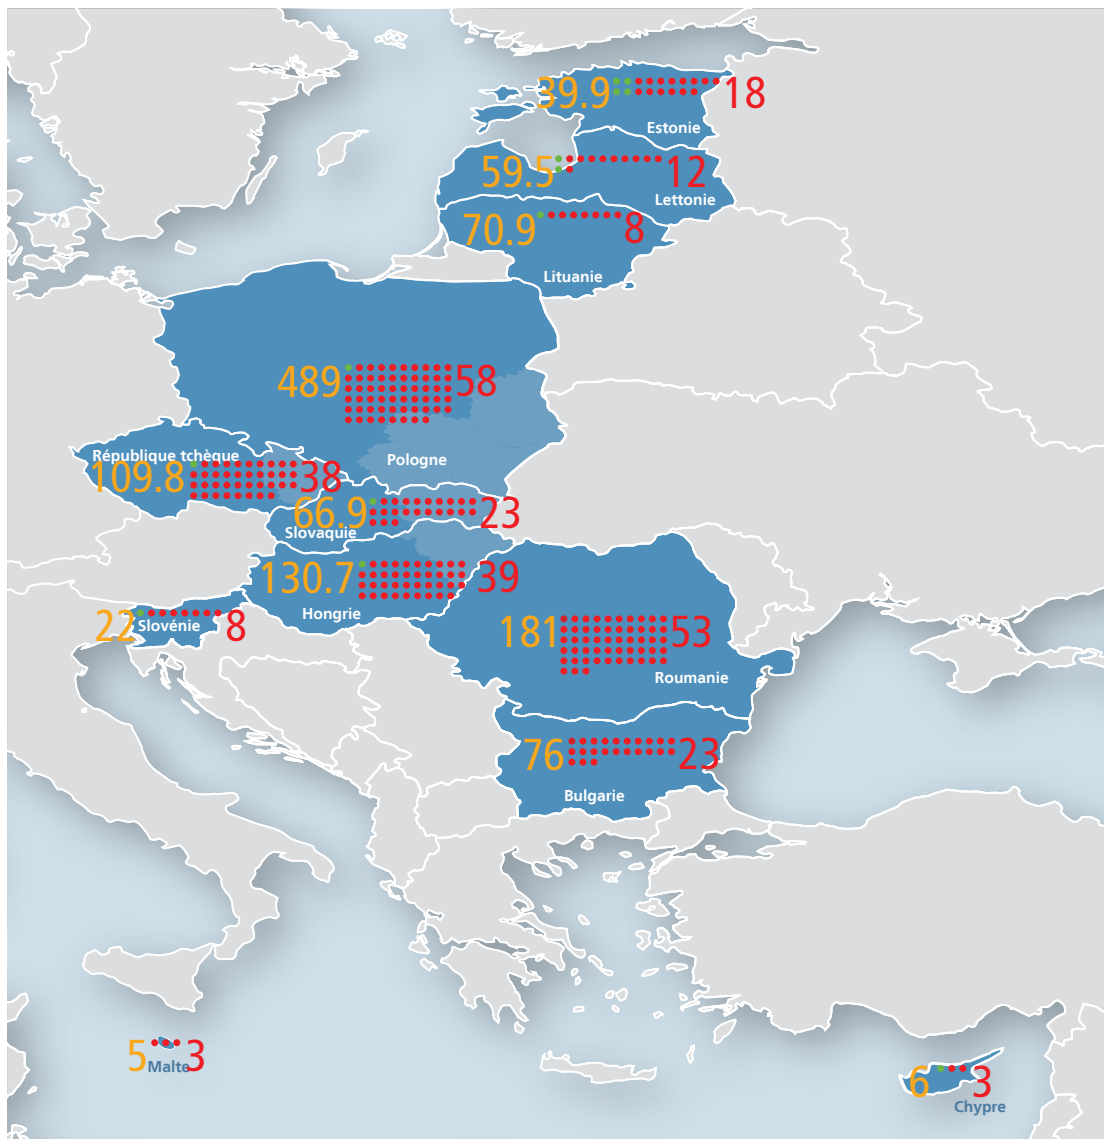 39.9 18
Estonie
59.5 12
Lettonie
70.9 8
Lituanie
489 58
Pologne
République tchèque
109.8 38
66.9 23
Slovaquie
130.7 39
Hongrie
22 Slovénie 8
181 53
Roumanie
76 23
Bulgarie
5 3
Malte
6 3
Chypre